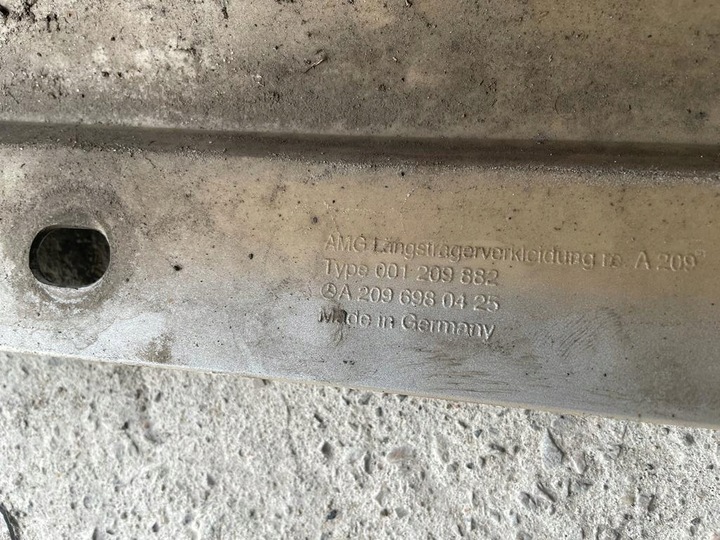 AMG Längsträgerverkleidung re. A 209
Type 001 209 882
A 209 698 04 25
Made in Germany